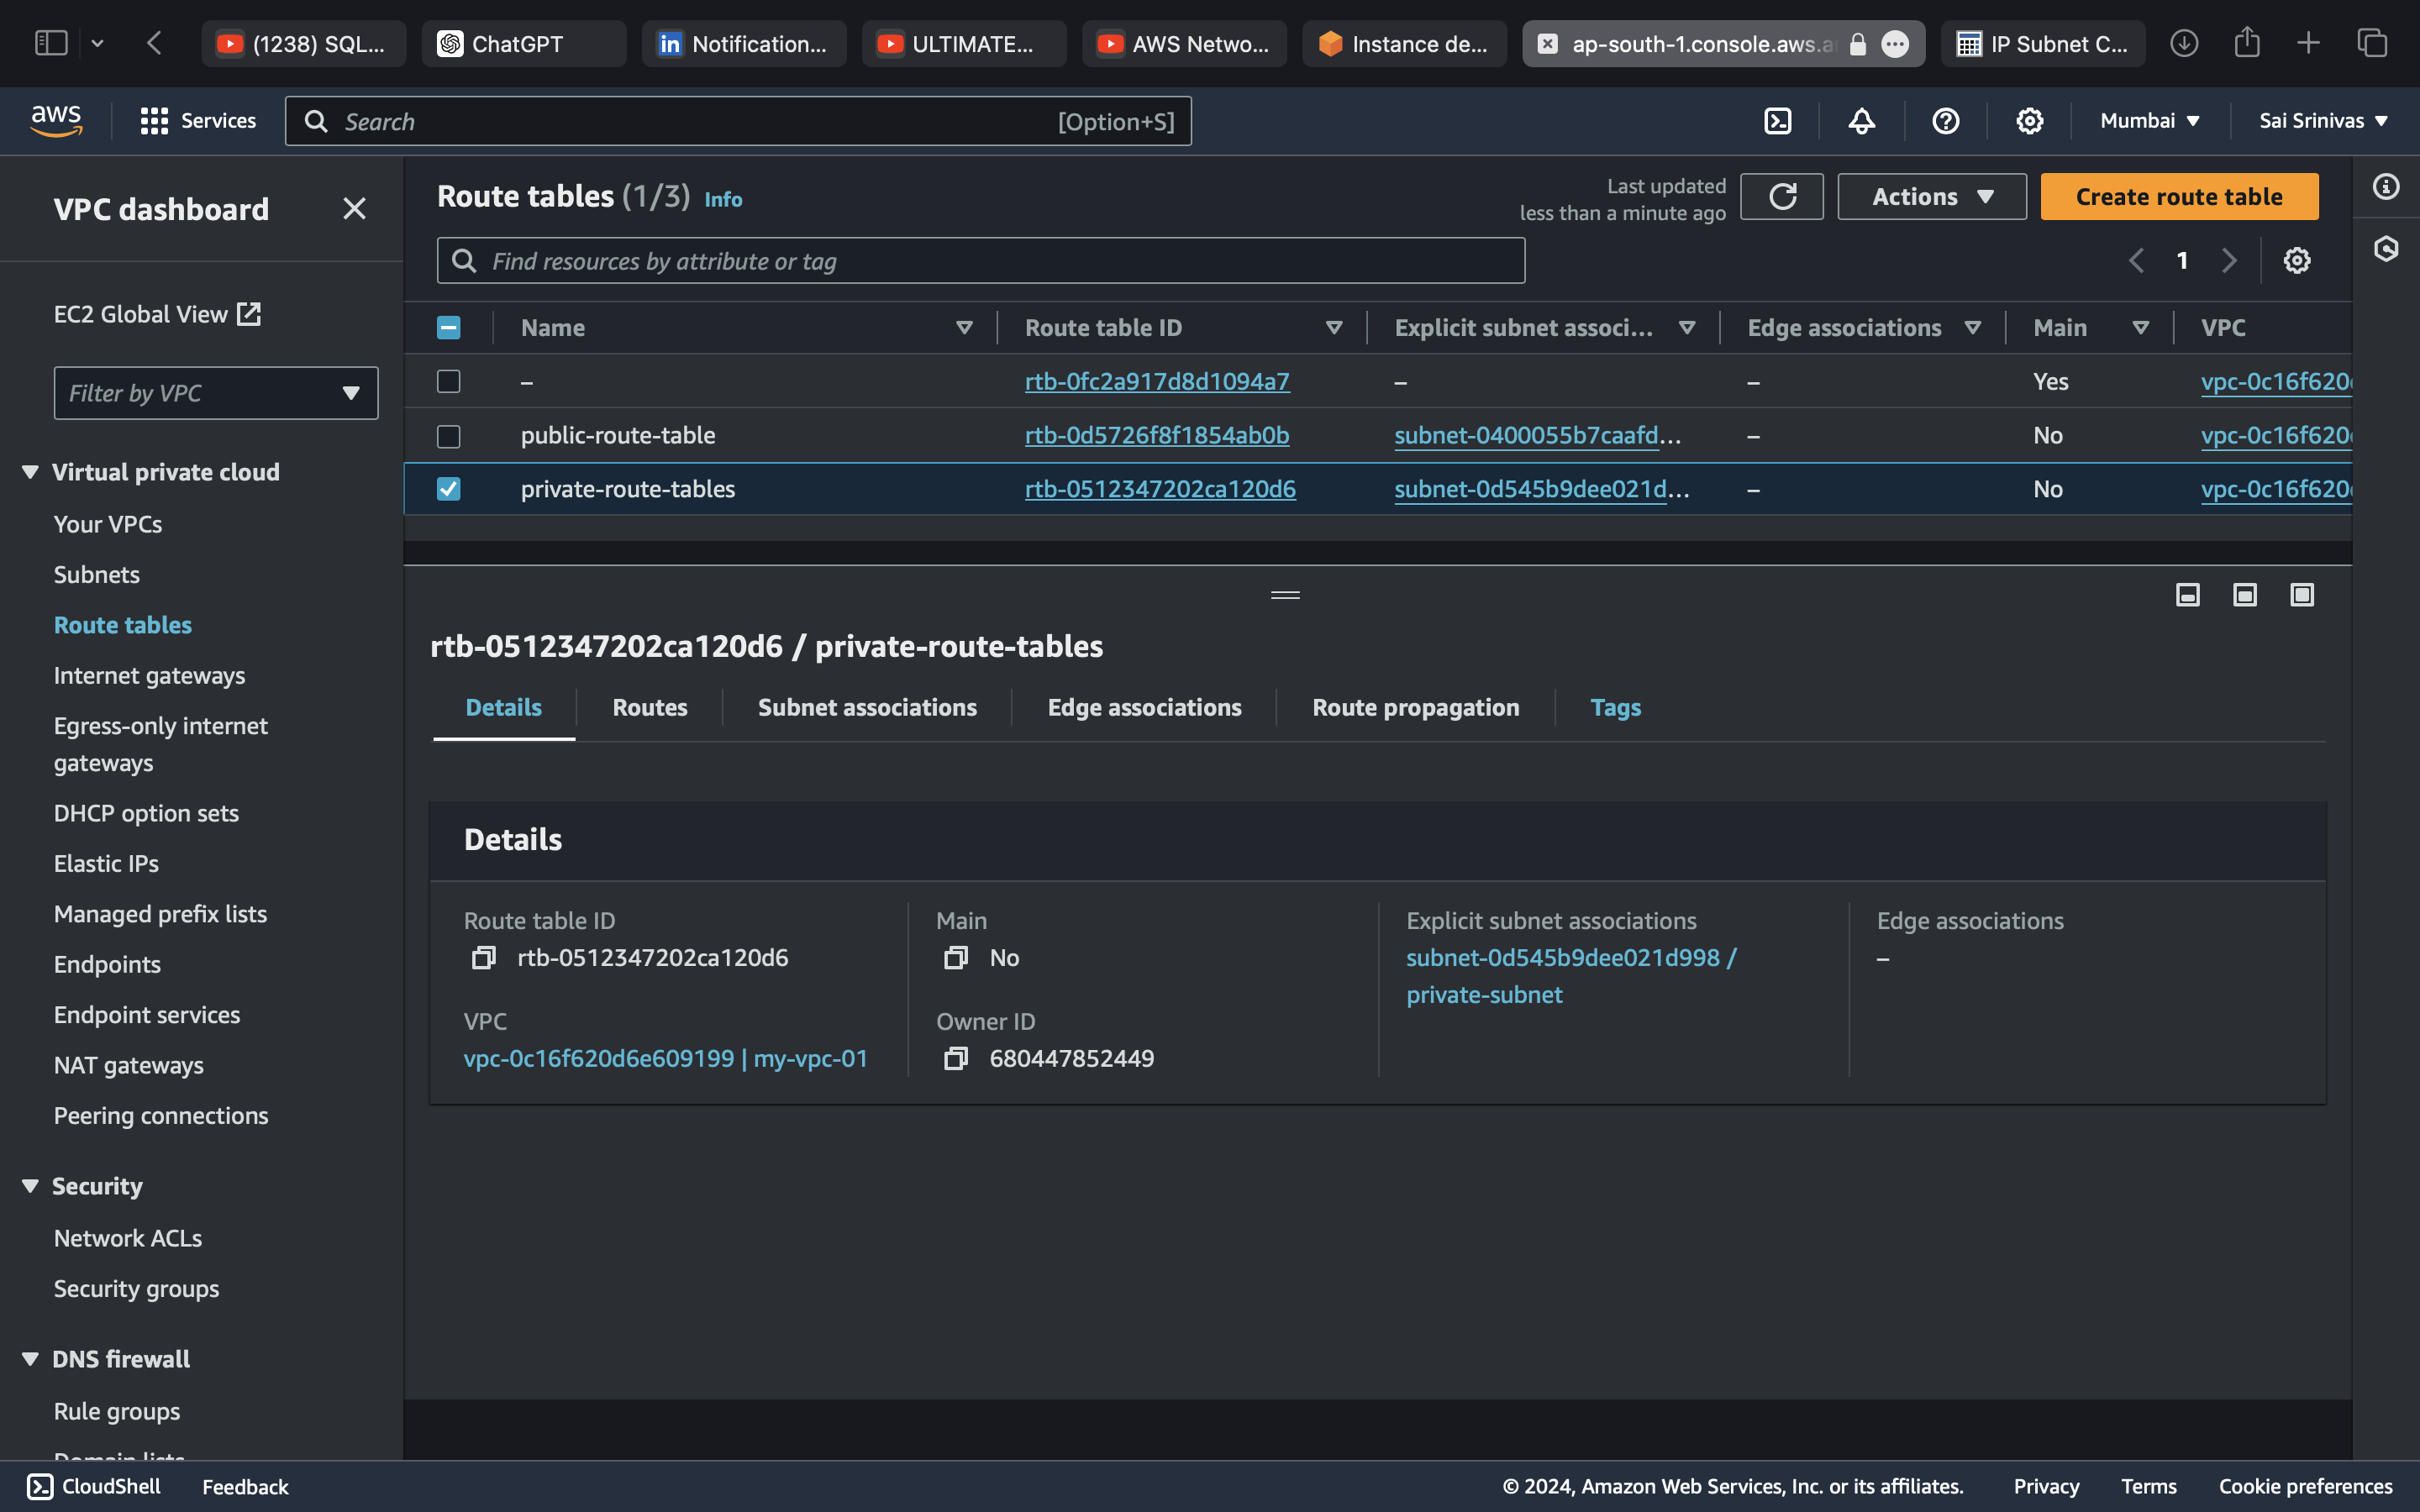 (1238) SQL...
ChatGPT
Notification...
ULTIMATE...
AWS Netwo...
Instance de...
ap-south-1.console.aws.a
IP Subnet C...
aws
Services
Search
[Option+S]
Mumbai
Sai Srinivas
VPC dashboard
EC2 Global View
Filter by VPC
Virtual private cloud
Your VPCs
Subnets
Route tables
Internet gateways
Egress-only internet
gateways
DHCP option sets
Elastic IPs
Managed prefix lists
Endpoints
Endpoint services
NAT gateways
Peering connections
Security
Network ACLs
Security groups
DNS firewall
Rule groups
Domain lists
Route tables (1/3) Info
Last updated
less than a minute ago
Actions
Create route table
Find resources by attribute or tag
1
Name Route table ID Explicit subnet associ... Edge associations Main VPC
– rtb-0fc2a917d8d1094a7 – – Yes vpc-0c16f620
public-route-table rtb-0d5726f8f1854ab0b subnet-0400055b7caafd... – No vpc-0c16f620
private-route-tables rtb-0512347202ca120d6 subnet-0d545b9dee021d... – No vpc-0c16f620
rtb-0512347202ca120d6 / private-route-tables
Details Routes Subnet associations Edge associations Route propagation Tags
Details
Route table ID
rtb-0512347202ca120d6
VPC
vpc-0c16f620d6e609199 | my-vpc-01
Main
No
Owner ID
680447852449
Explicit subnet associations
subnet-0d545b9dee021d998 /
private-subnet
Edge associations
–
CloudShell
Feedback
© 2024, Amazon Web Services, Inc. or its affiliates.
Privacy
Terms
Cookie preferences